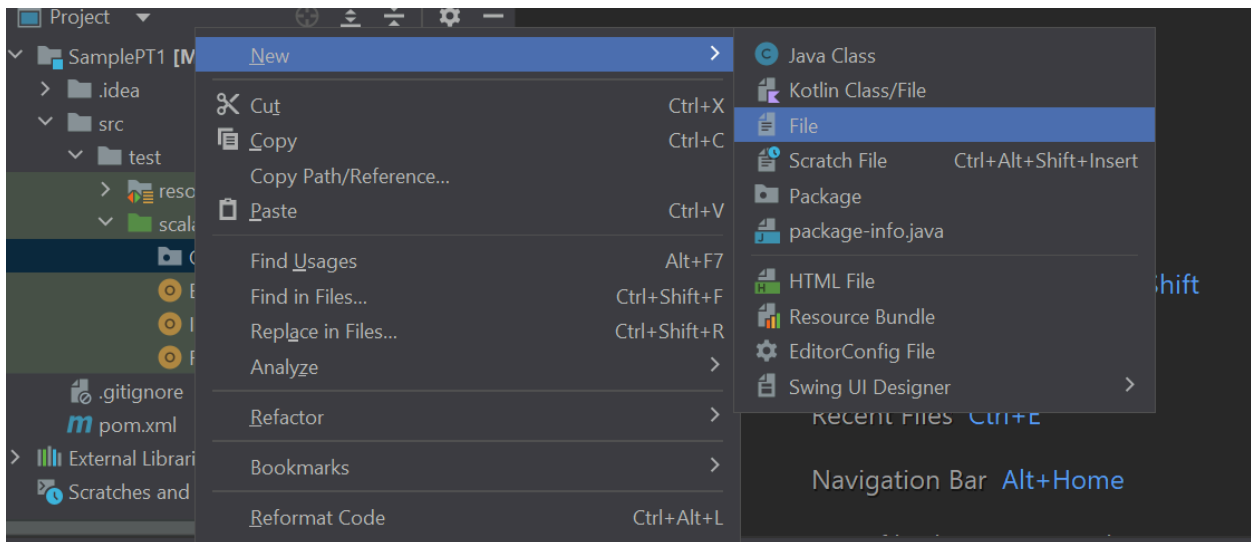 Project
SamplePT1 [M
.idea
src
test
reso
scala
.gitignore
pom.xml
External Librari
Scratches and
New
Cut Ctrl+X
Copy Ctrl+C
Copy Path/Reference...
Paste Ctrl+V
Find Usages Alt+F7
Find in Files... Ctrl+Shift+F
Replace in Files... Ctrl+Shift+R
Analyze
Refactor
Bookmarks
Reformat Code Ctrl+Alt+L
Java Class
Kotlin Class/File
File
Scratch File Ctrl+Alt+Shift+Insert
Package
package-info.java
HTML File
Resource Bundle
EditorConfig File
Swing UI Designer
Shift
Recent Files Ctrl+E
Navigation Bar Alt+Home